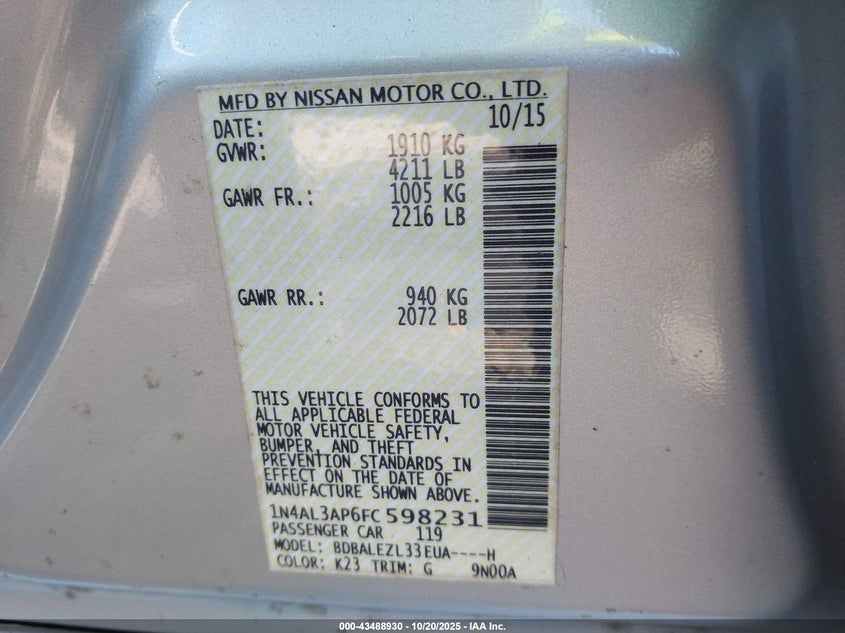 MFD BY NISSAN MOTOR CO., LTD.
DATE: 10/15
GVWR: 1910 KG
4211 LB
GAWR FR.: 1005 KG
2216 LB
GAWR RR.: 940 KG
2072 LB
THIS VEHICLE CONFORMS TO
ALL APPLICABLE FEDERAL
MOTOR VEHICLE SAFETY,
BUMPER, AND THEFT
PREVENTION STANDARDS IN
EFFECT ON THE DATE OF
MANUFACTURE SHOWN ABOVE.
1N4AL3AP6FC598231
PASSENGER CAR 119
MODEL: BDBALEZL33EUA----H
COLOR: K23 TRIM: G 9N00A
000-43488930 - 10/20/2025 - IAA Inc.